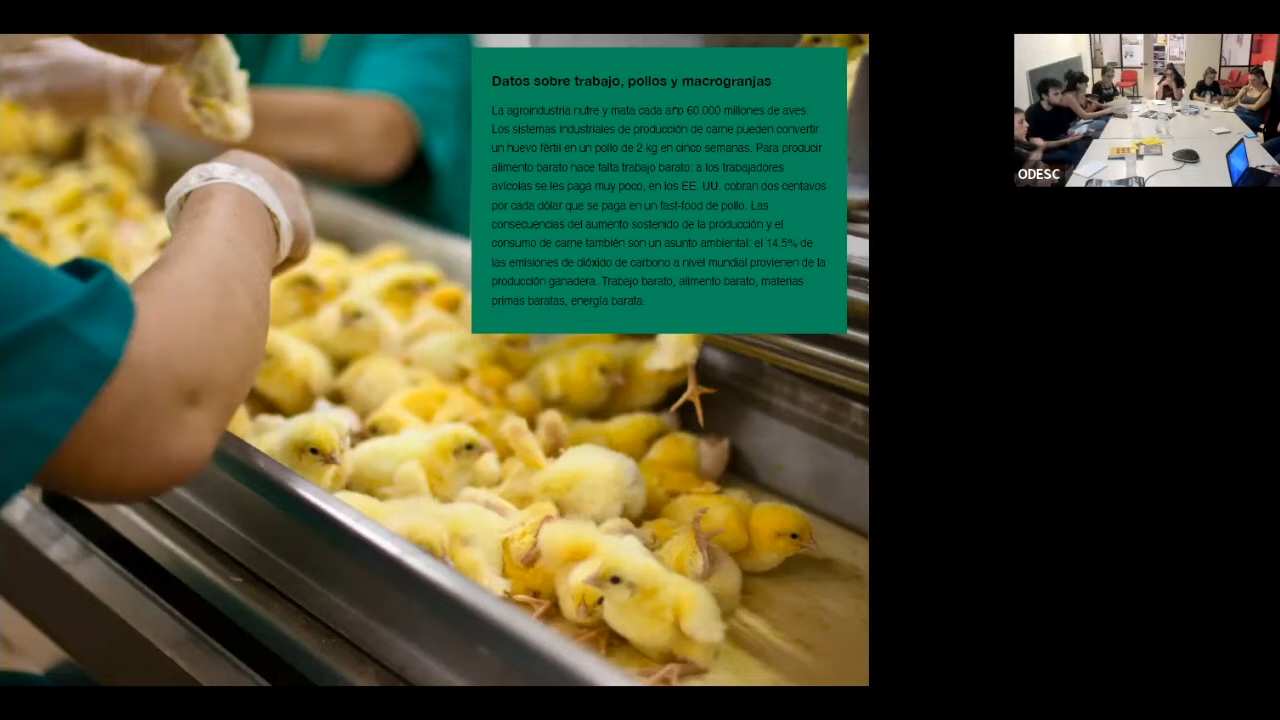 Datos sobre trabajo, pollos y macrogranjas
La agroindustria nutre y mata cada año 60.000 millones de aves.
Los sistemas industriales de producción de carne pueden convertir
un huevo fértil en un pollo de 2 kg en cinco semanas. Para producir
alimento barato hace falta trabajo barato: a los trabajadores
avícolas se les paga muy poco, en los EE. UU. cobran dos centavos
por cada dólar que se paga en un fast-food de pollo. Las
consecuencias del aumento sostenido de la producción y el
consumo de carne también son un asunto ambiental: el 14.5% de
las emisiones de dióxido de carbono a nivel mundial provienen de la
producción ganadera. Trabajo barato, alimento barato, materias
primas baratas, energía barata.
ODESC